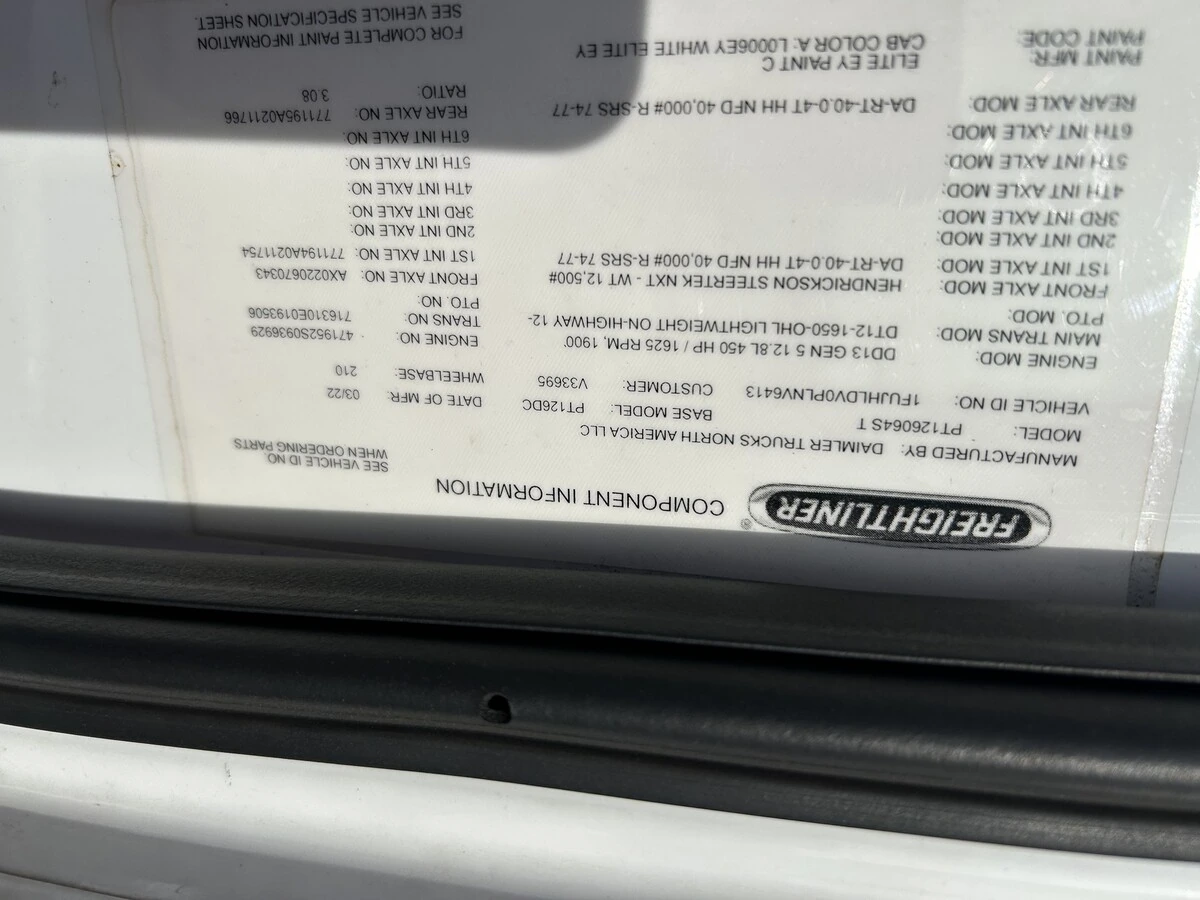 FREIGHTLINER® COMPONENT INFORMATION
SEE VEHICLE ID NO.
WHEN ORDERING PARTS
MANUFACTURED BY: DAIMLER TRUCKS NORTH AMERICA LLC
MODEL: PT126064S T BASE MODEL: PT126DC DATE OF MFR: 03/22
VEHICLE ID NO: 1FUJHLDV0PLNV6413 CUSTOMER: V33695 WHEELBASE: 210
ENGINE MOD: DD13 GEN 5 12.8L 450 HP / 1625 RPM, 1900' ENGINE NO: 471952S0936929
MAIN TRANS MOD: DT12-1650-OHL LIGHTWEIGHT ON-HIGHWAY 12- TRANS NO: 716310E0193506
PTO. MOD: PTO. NO:
FRONT AXLE MOD: HENDRICKSON STEERTEK NXT - WT 12,500# FRONT AXLE NO: AX0220670343
1ST INT AXLE MOD: DA-RT-40.0-4T HH NFD 40,000# R-SRS 74-77 1ST INT AXLE NO: 771194A0211754
2ND INT AXLE MOD: 2ND INT AXLE NO:
3RD INT AXLE MOD: 3RD INT AXLE NO:
4TH INT AXLE MOD: 4TH INT AXLE NO:
5TH INT AXLE MOD: 5TH INT AXLE NO:
6TH INT AXLE MOD: 6TH INT AXLE NO:
REAR AXLE MOD: DA-RT-40.0-4T HH NFD 40,000# R-SRS 74-77 REAR AXLE NO: 771195A0211766
RATIO: 3.08
PAINT MFR: ELITE EY PAINT C
PAINT CODE: CAB COLOR A: L0006EY WHITE ELITE EY
FOR COMPLETE PAINT INFORMATION
SEE VEHICLE SPECIFICATION SHEET.